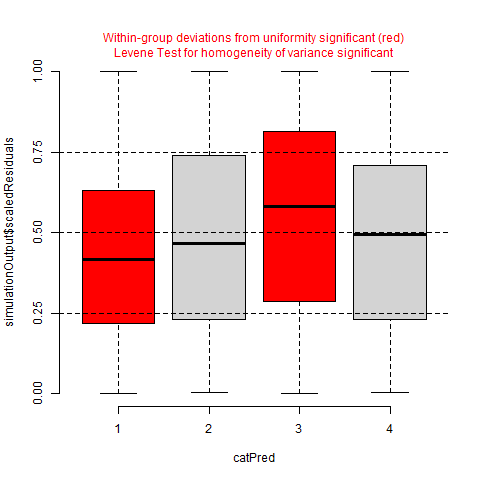 Within-group deviations from uniformity significant (red)
Levene Test for homogeneity of variance significant
simulationOutput$scaledResiduals
1.00
0.75
0.50
0.25
0.00
1 2 3 4
catPred